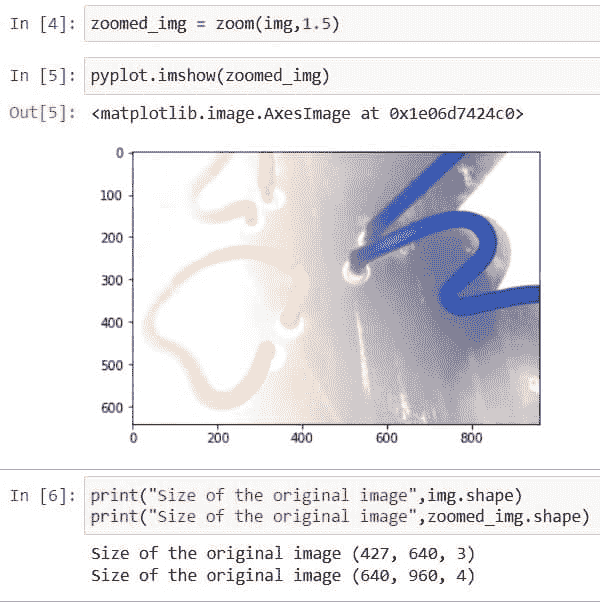 In [4]: zoomed_img = zoom(img,1.5)
In [5]: pyplot.imshow(zoomed_img)
Out[5]: <matplotlib.image.AxesImage at 0x1e06d7424c0>
0
100
200
300
400
500
600
0 200 400 600 800
In [6]: print("Size of the original image",img.shape)
print("Size of the original image",zoomed_img.shape)
Size of the original image (427, 640, 3)
Size of the original image (640, 960, 4)